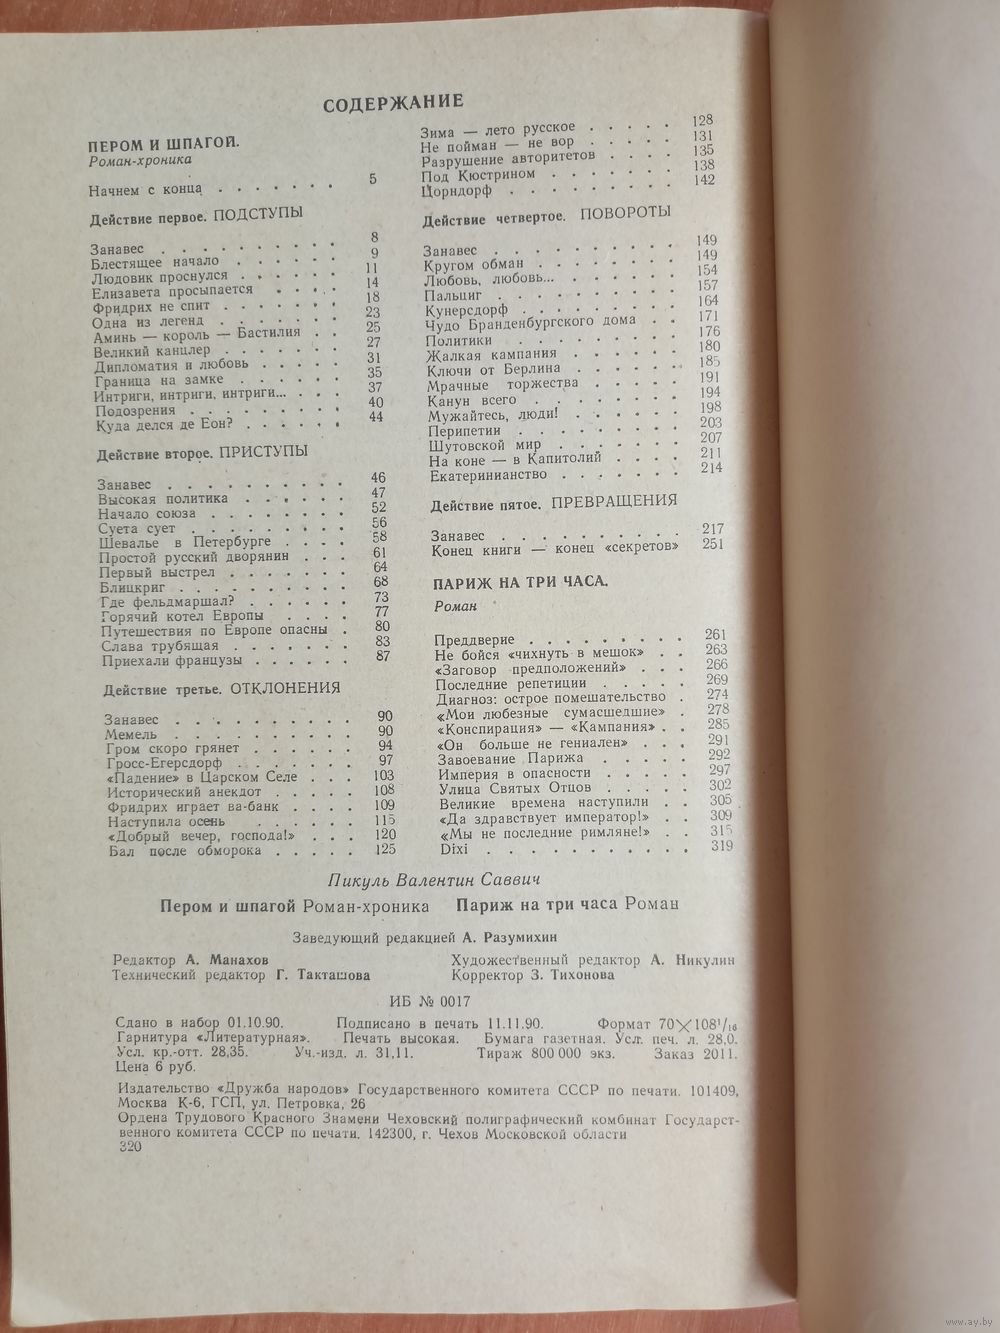 СОДЕРЖАНИЕ
ПЕРОМ И ШПАГОЙ.
Роман-хроника
Начнем с конца . . . . . . . 5
Действие первое. ПОДСТУПЫ
Занавес . . . . . . . . . . 8
Блестящее начало . . . . . . 9
Людовик проснулся . . . . . . 11
Елизавета просыпается . . . . 14
Фридрих не спит . . . . . . 18
Одна из легенд . . . . . . 23
Аминь — король — Бастилия . . 25
Великий канцлер . . . . . . 27
Дипломатия и любовь . . . . . 31
Граница на замке . . . . . . 35
Интриги, интриги, интриги... . . . 37
Подозрения . . . . . . . . 40
Куда делся де Еон? . . . . . . 44
Действие второе. ПРИСТУПЫ
Занавес . . . . . . . . . . 46
Высокая политика . . . . . . 47
Начало союза . . . . . . . . 52
Суета сует . . . . . . . . . 56
Шевалье в Петербурге . . . . 58
Простой русский дворянин . . . 61
Первый выстрел . . . . . . . 64
Блицкриг . . . . . . . . . . 68
Где фельдмаршал? . . . . . . 73
Горячий котел Европы . . . . 77
Путешествия по Европе опасны . 80
Слава трубящая . . . . . . . 83
Приехали французы . . . . . . 87
Действие третье. ОТКЛОНЕНИЯ
Занавес . . . . . . . . . . 90
Мемель . . . . . . . . . . 90
Гром скоро грянет . . . . . . 94
Гросс-Егерсдорф . . . . . . . 97
«Падение» в Царском Селе . . . 103
Исторический анекдот . . . . . 108
Фридрих играет ва-банк . . . . 109
Наступила осень . . . . . . 115
«Добрый вечер, господа!» . . . 120
Бал после обморока . . . . . 125
Зима — лето русское . . . . . 128
Не пойман — не вор . . . . . 131
Разрушение авторитетов . . . . 135
Под Кюстрином . . . . . . . 138
Цорндорф . . . . . . . . . 142
Действие четвертое. ПОВОРОТЫ
Занавес . . . . . . . . . . 149
Кругом обман . . . . . . . . 149
Любовь, любовь... . . . . . . . 154
Пальциг . . . . . . . . . . 157
Кунерсдорф . . . . . . . . . 164
Чудо Бранденбургского дома . . 171
Политики . . . . . . . . . 176
Жалкая кампания . . . . . . 180
Ключи от Берлина . . . . . . 185
Мрачные торжества . . . . . 191
Канун всего . . . . . . . . 194
Мужайтесь, люди! . . . . . . 198
Перипетии . . . . . . . . . 203
Шутовской мир . . . . . . . 207
На коне — в Капитолий . . . . 211
Екатерининство . . . . . . . 214
Действие пятое. ПРЕВРАЩЕНИЯ
Занавес . . . . . . . . . . 217
Конец книги — конец «секретов» 251
ПАРИЖ НА ТРИ ЧАСА.
Роман
Преддверие . . . . . . . . . 261
Не бойся «чихнуть в мешок» . . 263
«Заговор предположений» . . . 266
Последние репетиции . . . . . 269
Диагноз: острое помешательство . 274
«Мои любезные сумасшедшие» . 278
«Конспирация» — «Кампания» . . 285
«Он больше не гениален» . . . 291
Завоевание Парижа . . . . . 292
Империя в опасности . . . . . 297
Улица Святых Отцов . . . . . 302
Великие времена наступили . . 305
«Да здравствует император!» . . 309
«Мы не последние римляне!» . . 315
Dixi . . . . . . . . . . . 319
Пикуль Валентин Саввич
Пером и шпагой Роман-хроника Париж на три часа Роман
Заведующий редакцией А. Разумихин
Редактор А. Манахов Художественный редактор А. Никулин
Технический редактор Г. Такташова Корректор З. Тихонова
ИБ № 0017
Сдано в набор 01.10.90. Подписано в печать 11.11.90. Формат 70×108¹/₁₆
Гарнитура «Литературная». Печать высокая. Бумага газетная. Усл. печ. л. 28,0.
Усл. кр.-отт. 28,35. Уч.-изд. л. 31,11. Тираж 800 000 экз. Заказ 2011.
Цена 6 руб.
Издательство «Дружба народов» Государственного комитета СССР по печати. 101409,
Москва К-6, ГСП, ул. Петровка, 26
Ордена Трудового Красного Знамени Чеховский полиграфический комбинат Государст-
венного комитета СССР по печати. 142300, г. Чехов Московской области
320
www.ay.by